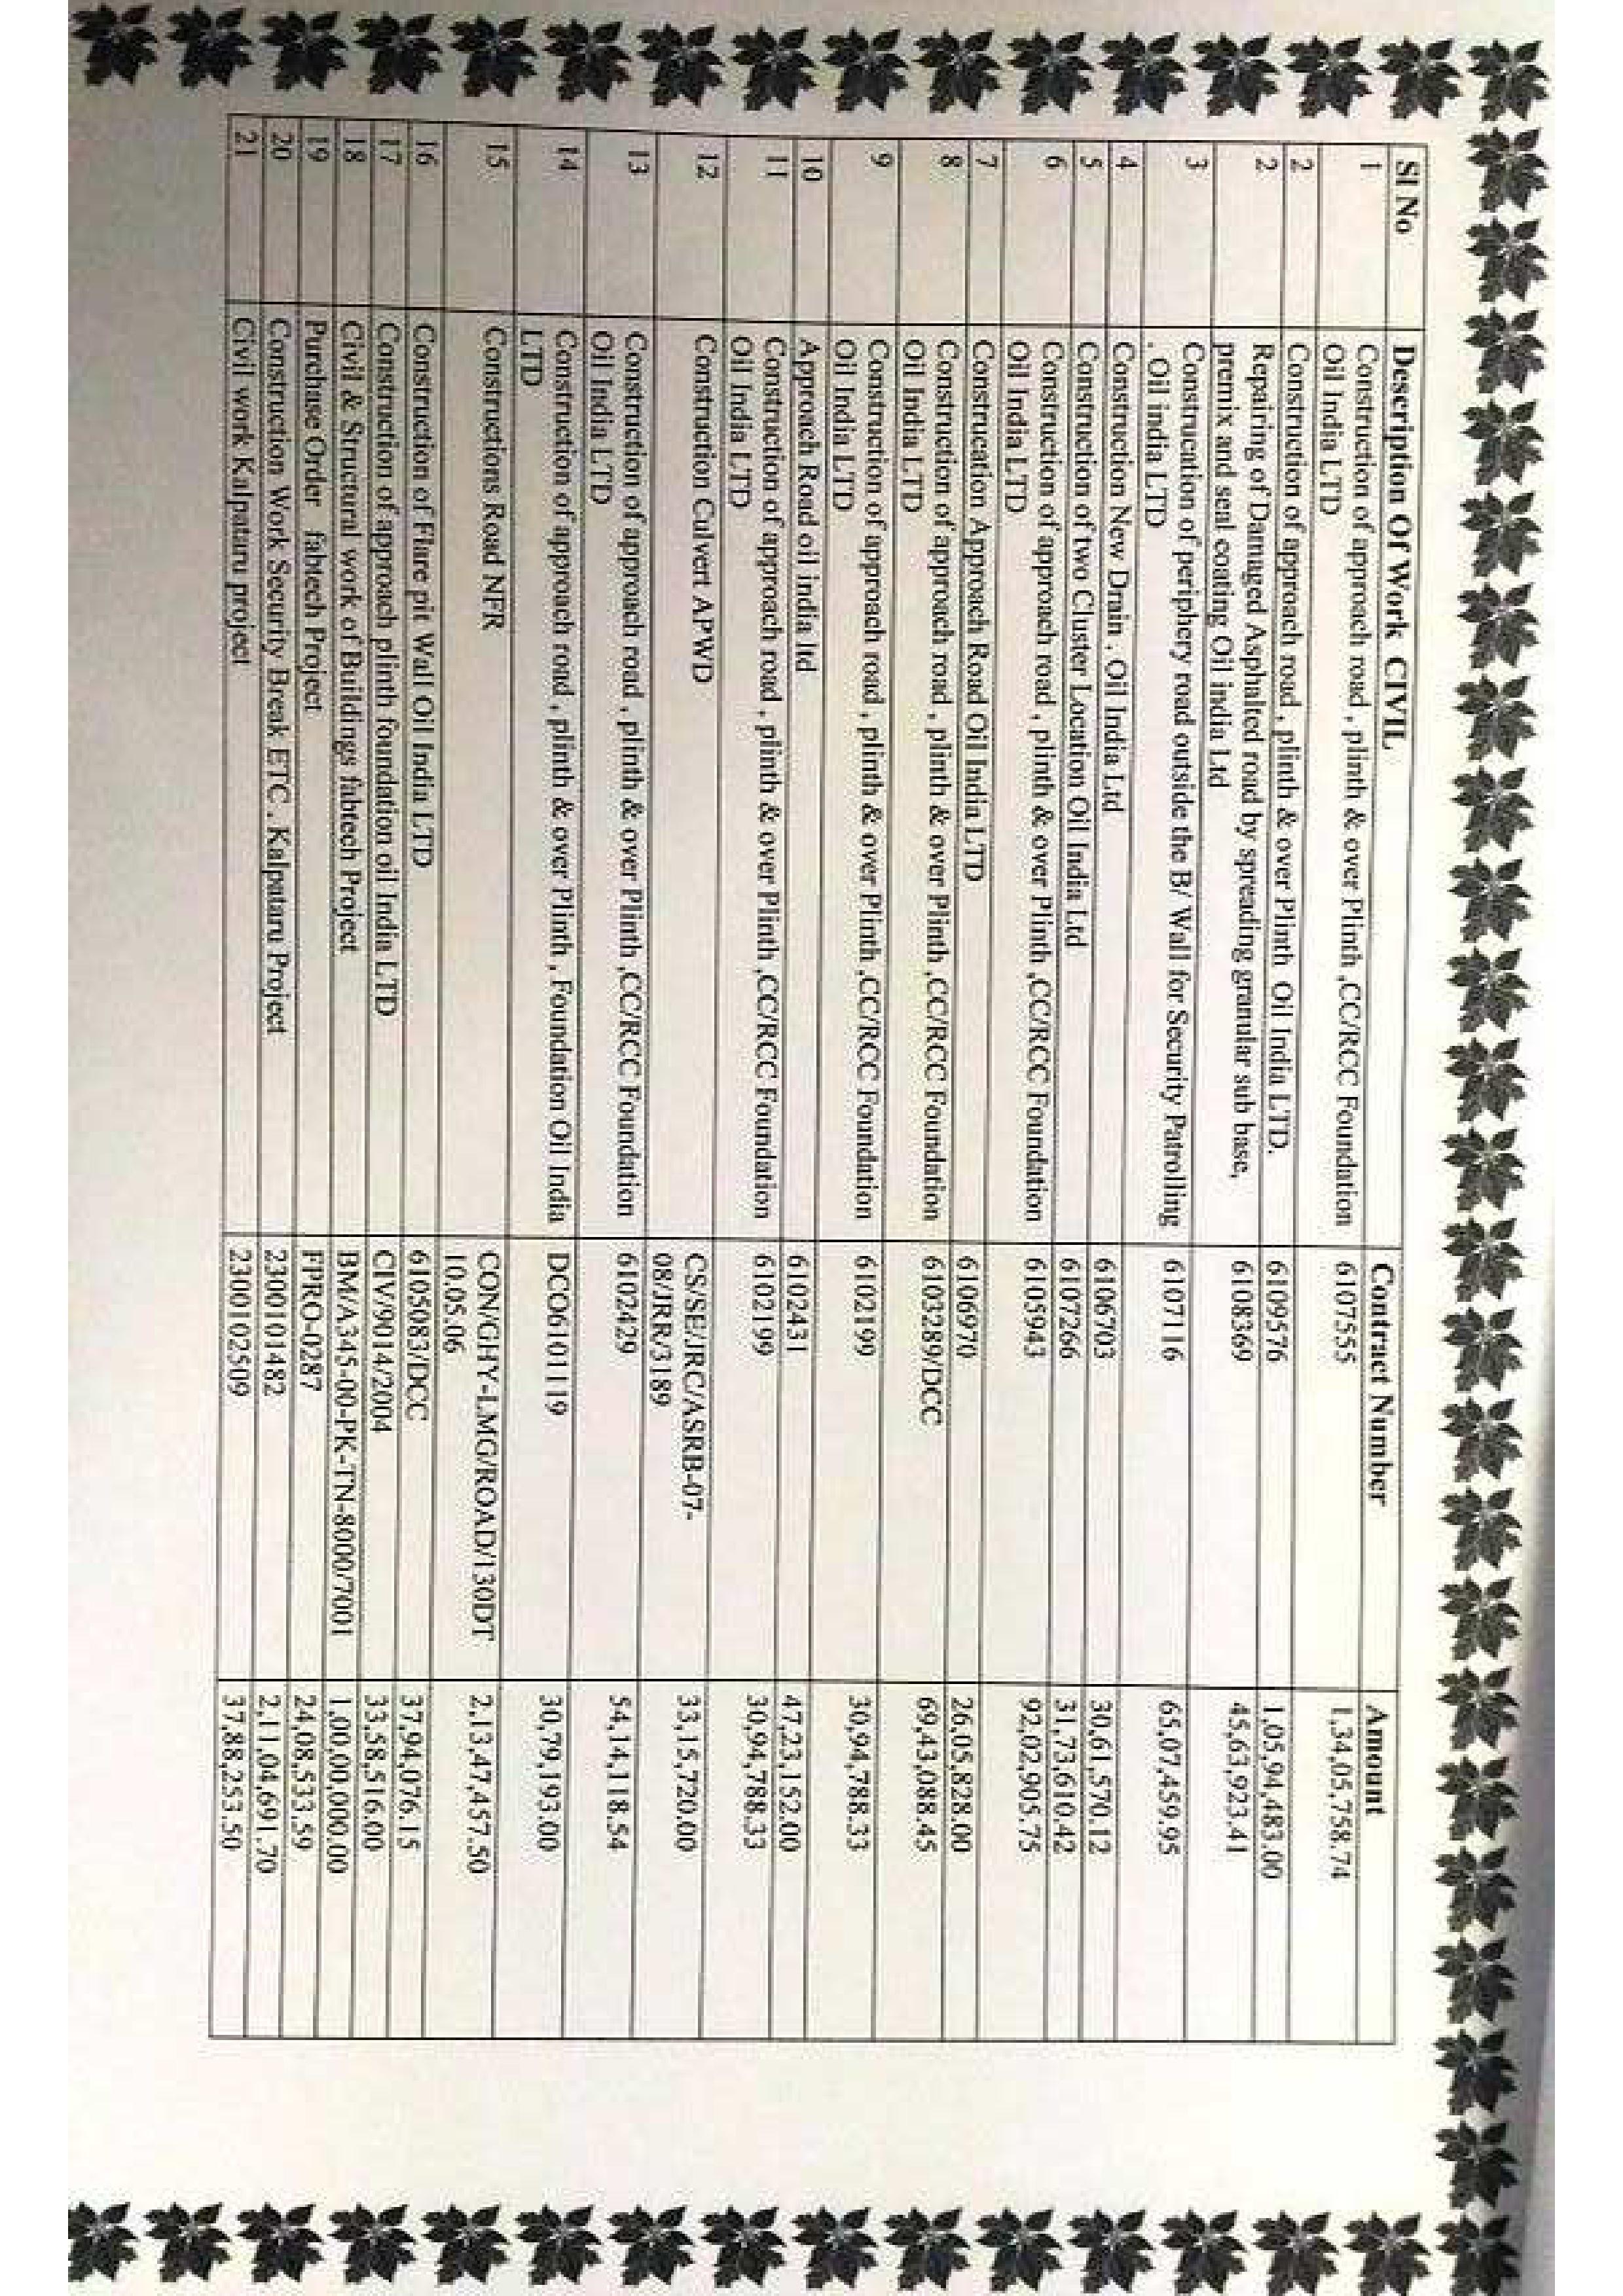 Sl No Description Of Work CIVIL Contract Number Amount
1 Construction of approach road , plinth & over Plinth ,CC/RCC Foundation 6107555 1,34,05,758.74
Oil India LTD
2 Construction of approach road , plinth & over Plinth Oil India LTD. 6109576 1,05,94,483.00
2 Repairing of Damaged Asphalted road by spreading granular sub base, 6108369 45,63,923.41
premix and seal coating Oil india Ltd
3 Construcation of periphery road outside the B/ Wall for Security Patrolling 6107116 65,07,459.95
, Oil india LTD
4 Construction New Drain , Oil India Ltd 6106703 30,61,570.12
5 Construction of two Cluster Location Oil India Ltd 6107266 31,73,610.42
6 Construction of approach road , plinth & over Plinth ,CC/RCC Foundation 6105943 92,02,905.75
Oil India LTD
7 Construcation Approach Road Oil India LTD 6106970 26,05,828.00
8 Construction of approach road , plinth & over Plinth ,CC/RCC Foundation 6103289/DCC 69,43,088.45
Oil India LTD
9 Construction of approach road , plinth & over Plinth ,CC/RCC Foundation 6102199 30,94,788.33
Oil India LTD
10 Approach Road oil india ltd 6102431 47,23,152.00
11 Construction of approach road , plinth & over Plinth ,CC/RCC Foundation 6102199 30,94,788.33
Oil India LTD
12 Construction Culvert APWD CS/SE/JRC/ASRB-07- 33,15,720.00
08/JRR/3189
13 Construction of approach road , plinth & over Plinth ,CC/RCC Foundation 6102429 54,14,118.54
Oil India LTD
14 Construction of approach road , plinth & over Plinth , Foundation Oil India DCO6101119 30,79,193.00
LTD
15 Constructions Road NFR CON/GHY-LMG/ROAD/130DT 2,13,47,457.50
10.05.06
16 Construction of Flare pit Wall Oil India LTD 6105083/DCC 37,94,076.15
17 Construction of approach plinth foundation oil India LTD CIV/9014/2004 33,58,516.00
18 Civil & Structural work of Buildings fabtech Project BM/A345-00-PK-TN-8000/7001 1,00,00,000.00
19 Purchase Order fabtech Project FPRO-0287 24,08,533.59
20 Construction Work Security Break ETC , Kalpataru Project 2300101482 2,11,04,691.70
21 Civil work Kalpataru project 2300102509 37,88,253.50